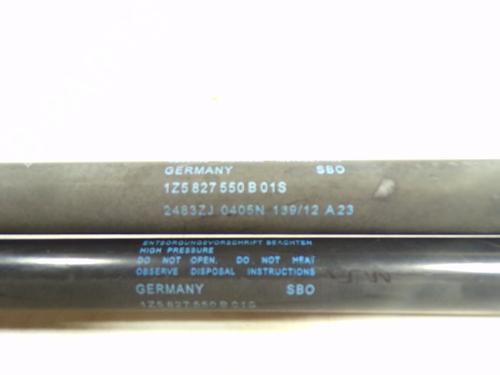 GERMANY SBO
1Z5 827 550 B 01S
2483ZJ 0405N 139/12 A 23
ENTSORGUNGSVORSCHRIFT BEACHTEN
HIGH PRESSURE
DO NOT OPEN. DO NOT HEAT
OBSERVE DISPOSAL INSTRUCTIONS
GERMANY SBO
1Z5 827 550 B 01S